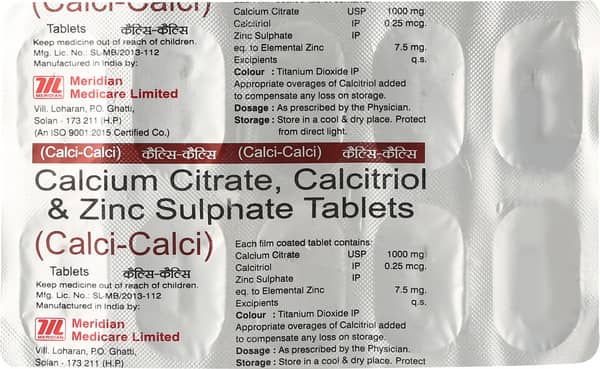 (Calci-Calci)
Tablets कैल्सि-कैल्सि
Keep medicine out of reach of children.
Mfg. Lic. No.: SL-MB/2013-112
Manufactured in India by:
MERIDIAN
Meridian
Medicare Limited
Vill. Loharan, P.O. Ghatti,
Solan - 173 211 (H.P.)
(An ISO 9001:2015 Certified Co.)
Calcium Citrate USP 1000 mg.
Calcitriol IP 0.25 mcg.
Zinc Sulphate IP
eq. to Elemental Zinc 7.5 mg.
Excipients q.s.
Colour : Titanium Dioxide IP
Appropriate overages of Calcitriol added
to compensate any loss on storage.
Dosage : As prescribed by the Physician.
Storage : Store in a cool & dry place. Protect
from direct light.
(Calci-Calci) कैल्सि-कैल्सि (Calci-Calci) कैल्सि-कैल्सि
Calcium Citrate, Calcitriol
& Zinc Sulphate Tablets
(Calci-Calci)
Tablets कैल्सि-कैल्सि
Keep medicine out of reach of children.
Mfg. Lic. No.: SL-MB/2013-112
Manufactured in India by:
MERIDIAN
Meridian
Medicare Limited
Vill. Loharan, P.O. Ghatti,
Solan - 173 211 (H.P.)
Each film coated tablet contains:
Calcium Citrate USP 1000 mg.
Calcitriol IP 0.25 mcg.
Zinc Sulphate IP
eq. to Elemental Zinc 7.5 mg.
Excipients q.s.
Colour : Titanium Dioxide IP
Appropriate overages of Calcitriol added
to compensate any loss on storage.
Dosage : As prescribed by the Physician.
Storage : Store in a cool & dry place. Protect